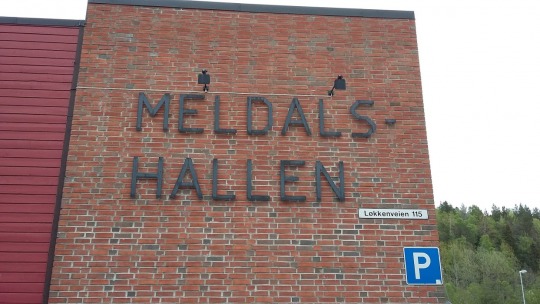 MELDALS-
HALLEN
Løkkenveien 115
P